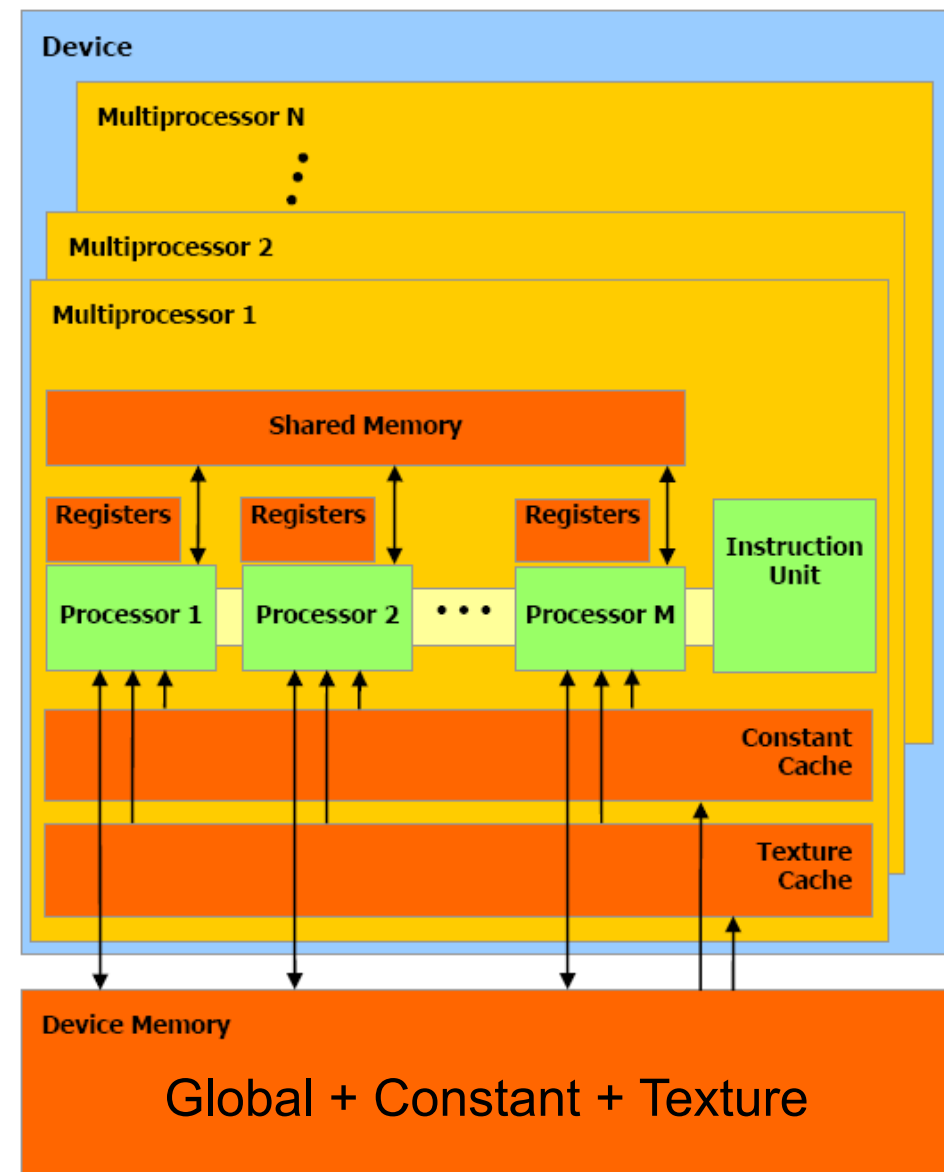 Device
Multiprocessor N
Multiprocessor 2
Multiprocessor 1
Shared Memory
Registers
Registers
Registers
Instruction
Unit
Processor 1
Processor 2
• • •
Processor M
Constant
Cache
Texture
Cache
Device Memory
Global + Constant + Texture